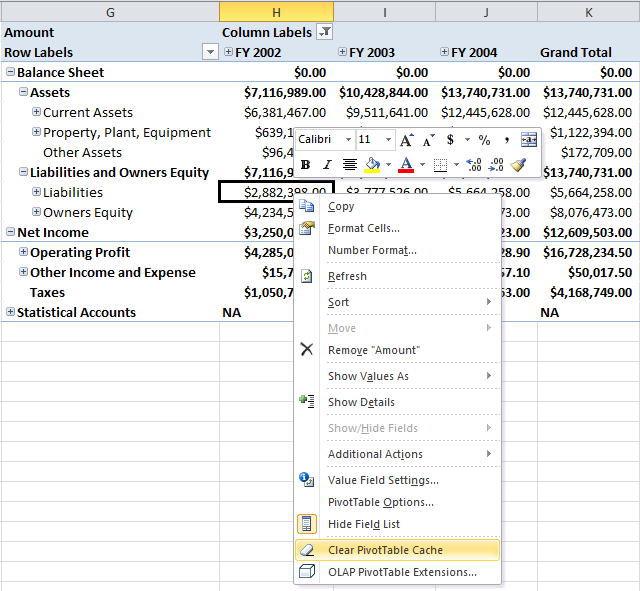 G H I J K
Amount Column Labels
Row Labels FY 2002 FY 2003 FY 2004 Grand Total
Balance Sheet $0.00 $0.00 $0.00 $0.00
Assets $7,116,989.00 $10,428,844.00 $13,740,731.00 $13,740,731.00
Current Assets $6,381,467.00 $9,511,641.00 $12,445,628.00 $12,445,628.00
Property, Plant, Equipment $639,1 $1,122,394.00
Calibri 11 A A $ % ,
Other Assets $96,4 $172,709.00
B I A .00 .00
Liabilities and Owners Equity $7,116,9 $13,740,731.00
Liabilities $2,882,398.00 $3,777,526.00 $5,664,258.00 $5,664,258.00
Owners Equity $4,234,5 73.00 $8,076,473.00
Net Income $3,250,0 23.00 $12,609,503.00
Operating Profit $4,285,0 28.90 $16,728,234.50
Other Income and Expense $15,7 57.10 $50,017.50
Taxes $1,050,7 53.00 $4,168,749.00
Statistical Accounts NA NA
Copy
Format Cells...
Number Format...
Refresh
Sort
Move
Remove "Amount"
Show Values As
Show Details
Show/Hide Fields
Additional Actions
Value Field Settings...
PivotTable Options...
Hide Field List
Clear PivotTable Cache
OLAP PivotTable Extensions...